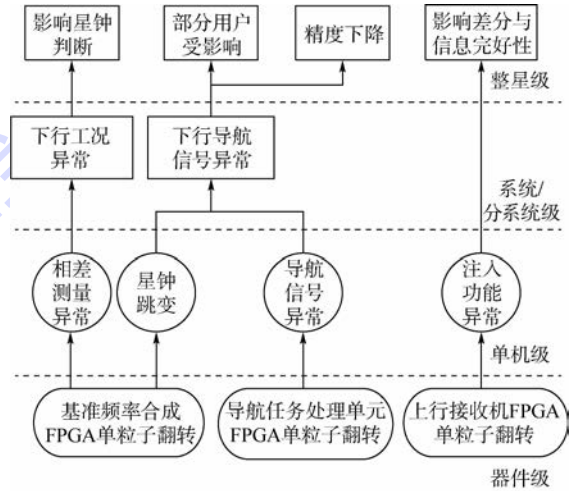 影响星钟
判断
部分用户
受影响
精度下降
影响差分与
信息完好性
整星级
下行工况
异常
下行导航
信号异常
系统/
分系统级
相差
测量
异常
星钟
跳变
导航
信号
异常
注入
功能
异常
单机级
基准频率合成
FPGA单粒子翻转
导航任务处理单元
FPGA单粒子翻转
上行接收机FPGA
单粒子翻转
器件级